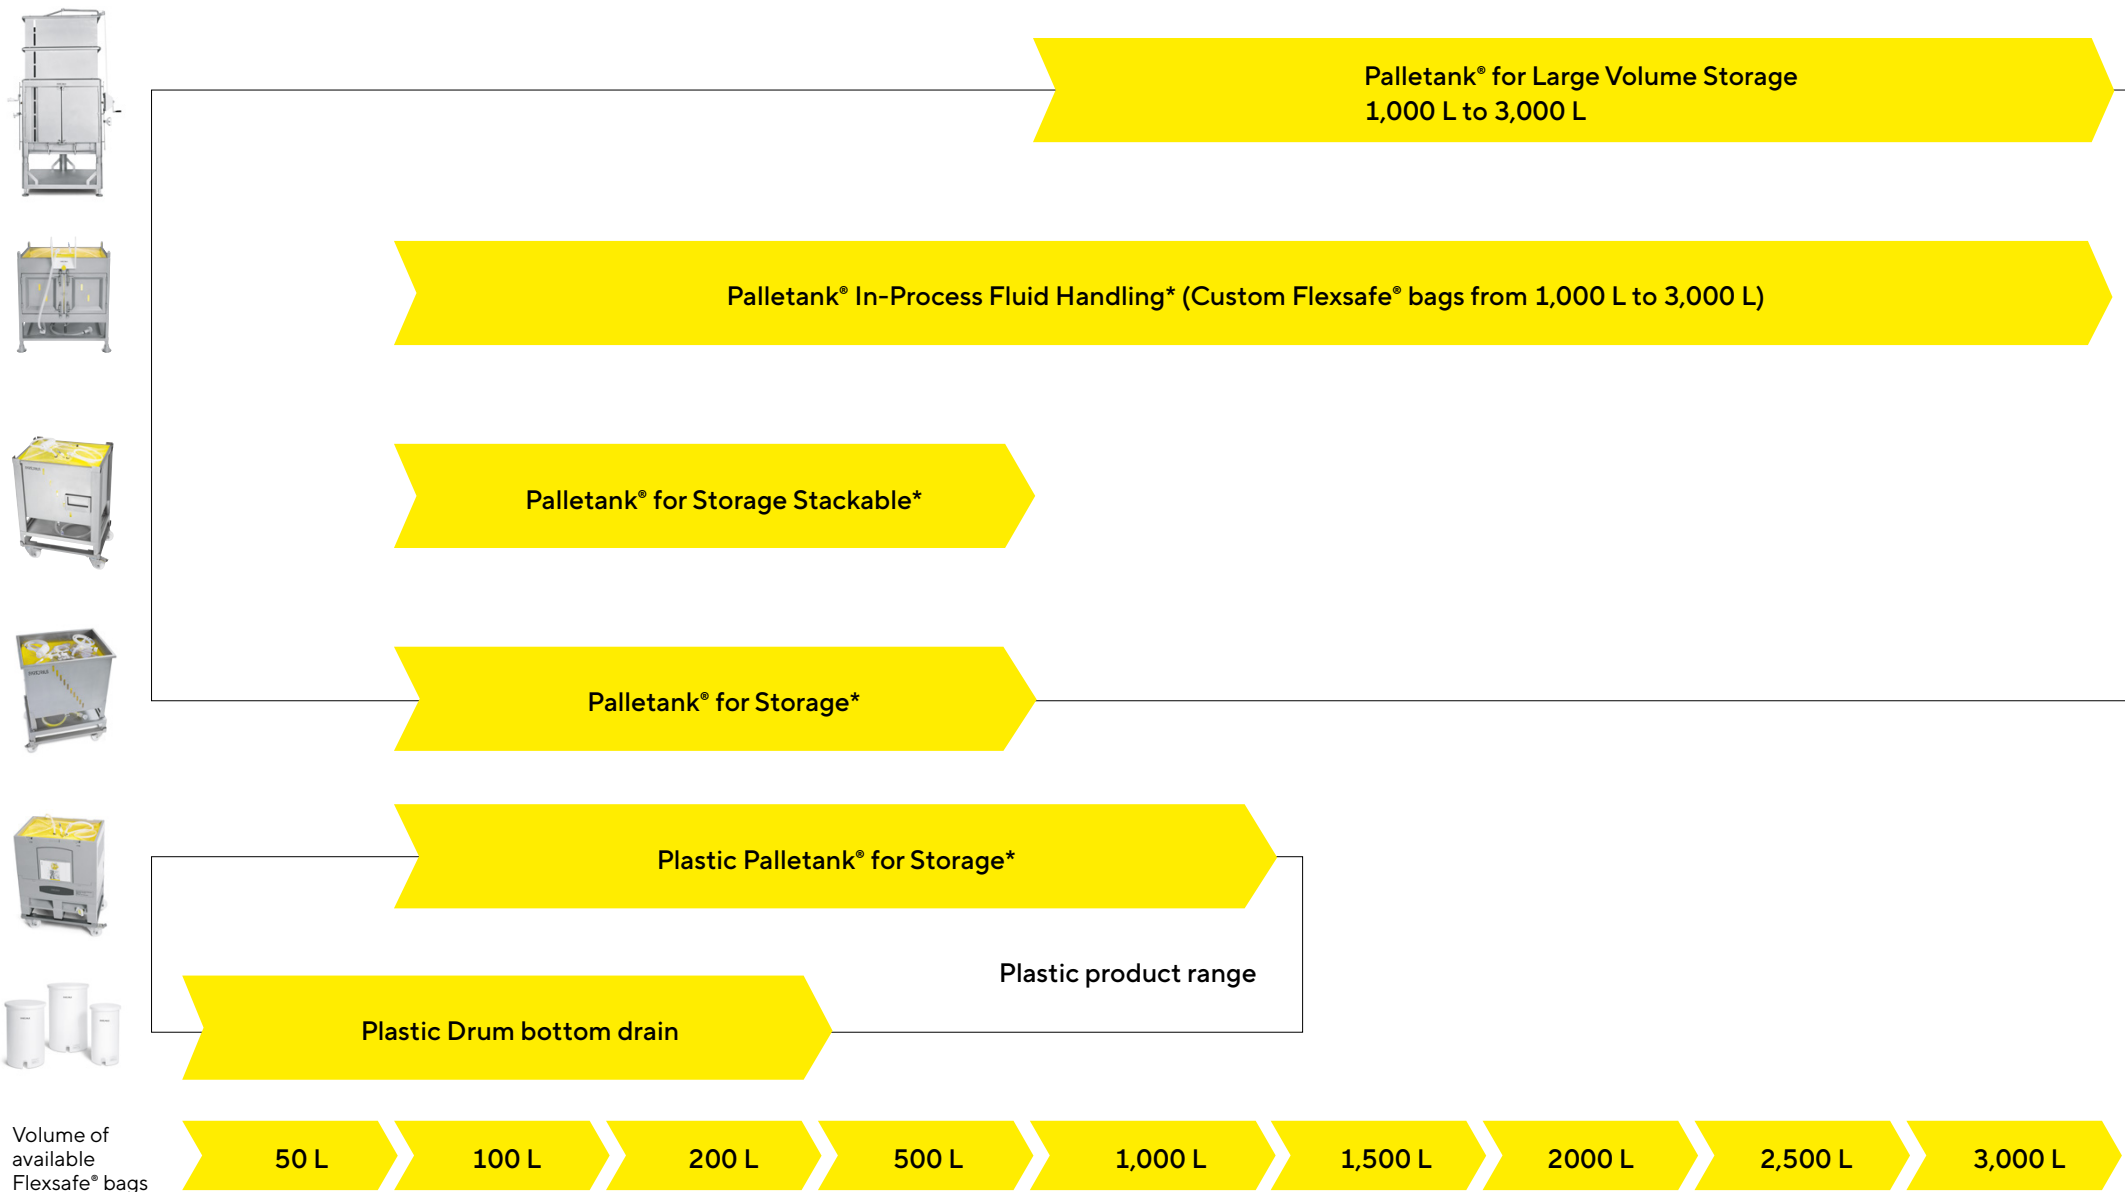 Palletank® for Large Volume Storage
1,000 L to 3,000 L
Palletank® In-Process Fluid Handling* (Custom Flexsafe® bags from 1,000 L to 3,000 L)
Palletank® for Storage Stackable*
Palletank® for Storage*
Plastic Palletank® for Storage*
Plastic product range
Plastic Drum bottom drain
Volume of
available
Flexsafe® bags
50 L
100 L
200 L
500 L
1,000 L
1,500 L
2000 L
2,500 L
3,000 L